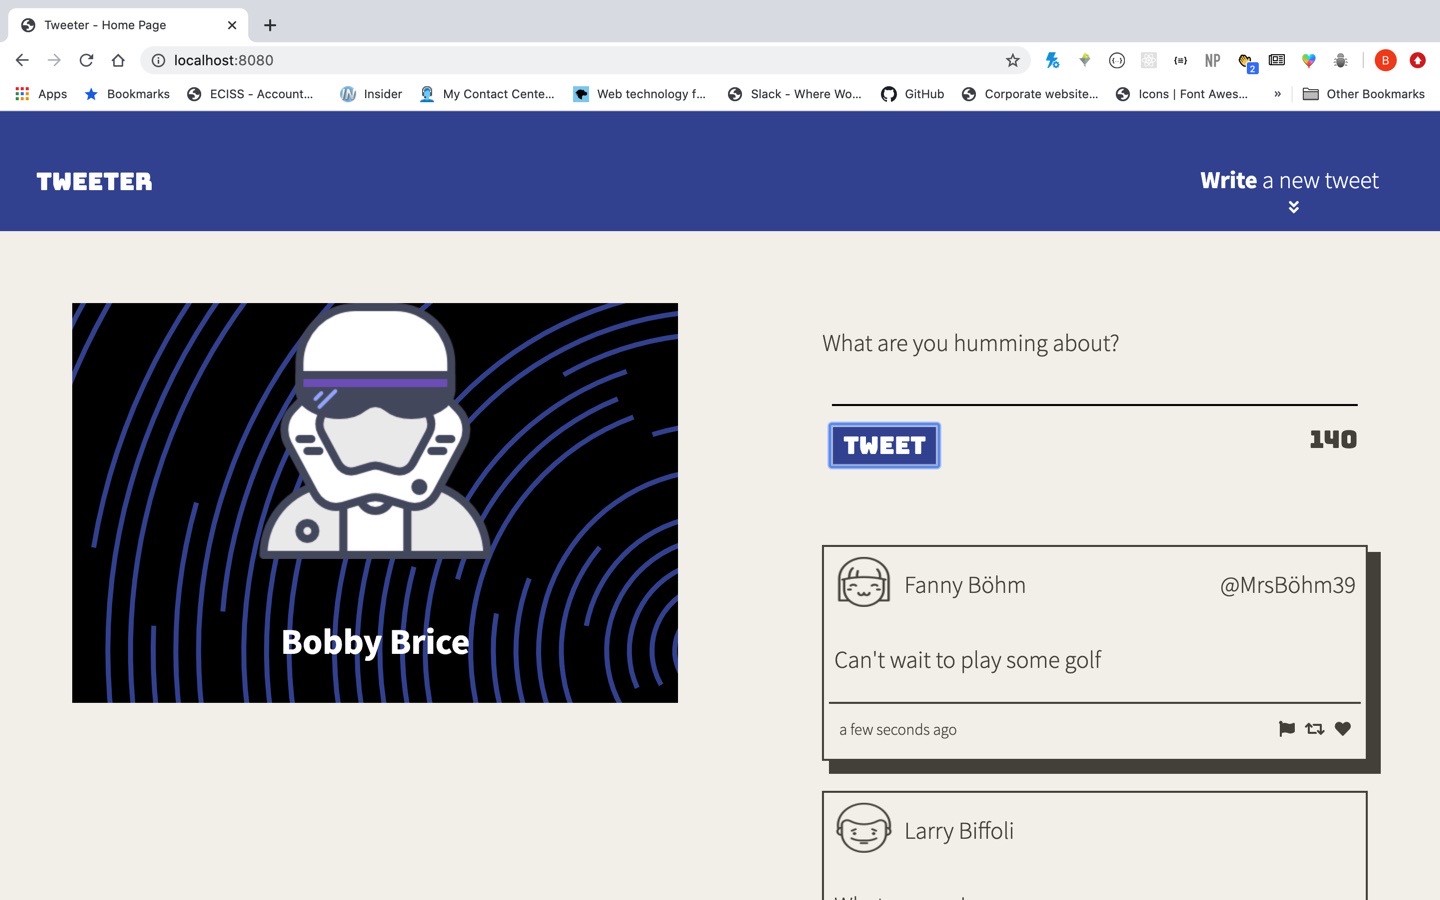 Tweeter - Home Page
localhost:8080
NP
2
B
Apps
Bookmarks
ECISS - Account...
Insider
My Contact Cente...
Web technology f...
Slack - Where Wo...
GitHub
Corporate website...
Icons | Font Awes...
»
Other Bookmarks
TWEETER
Write a new tweet
Bobby Brice
What are you humming about?
TWEET
140
Fanny Böhm
@MrsBöhm39
Can't wait to play some golf
a few seconds ago
Larry Biffoli